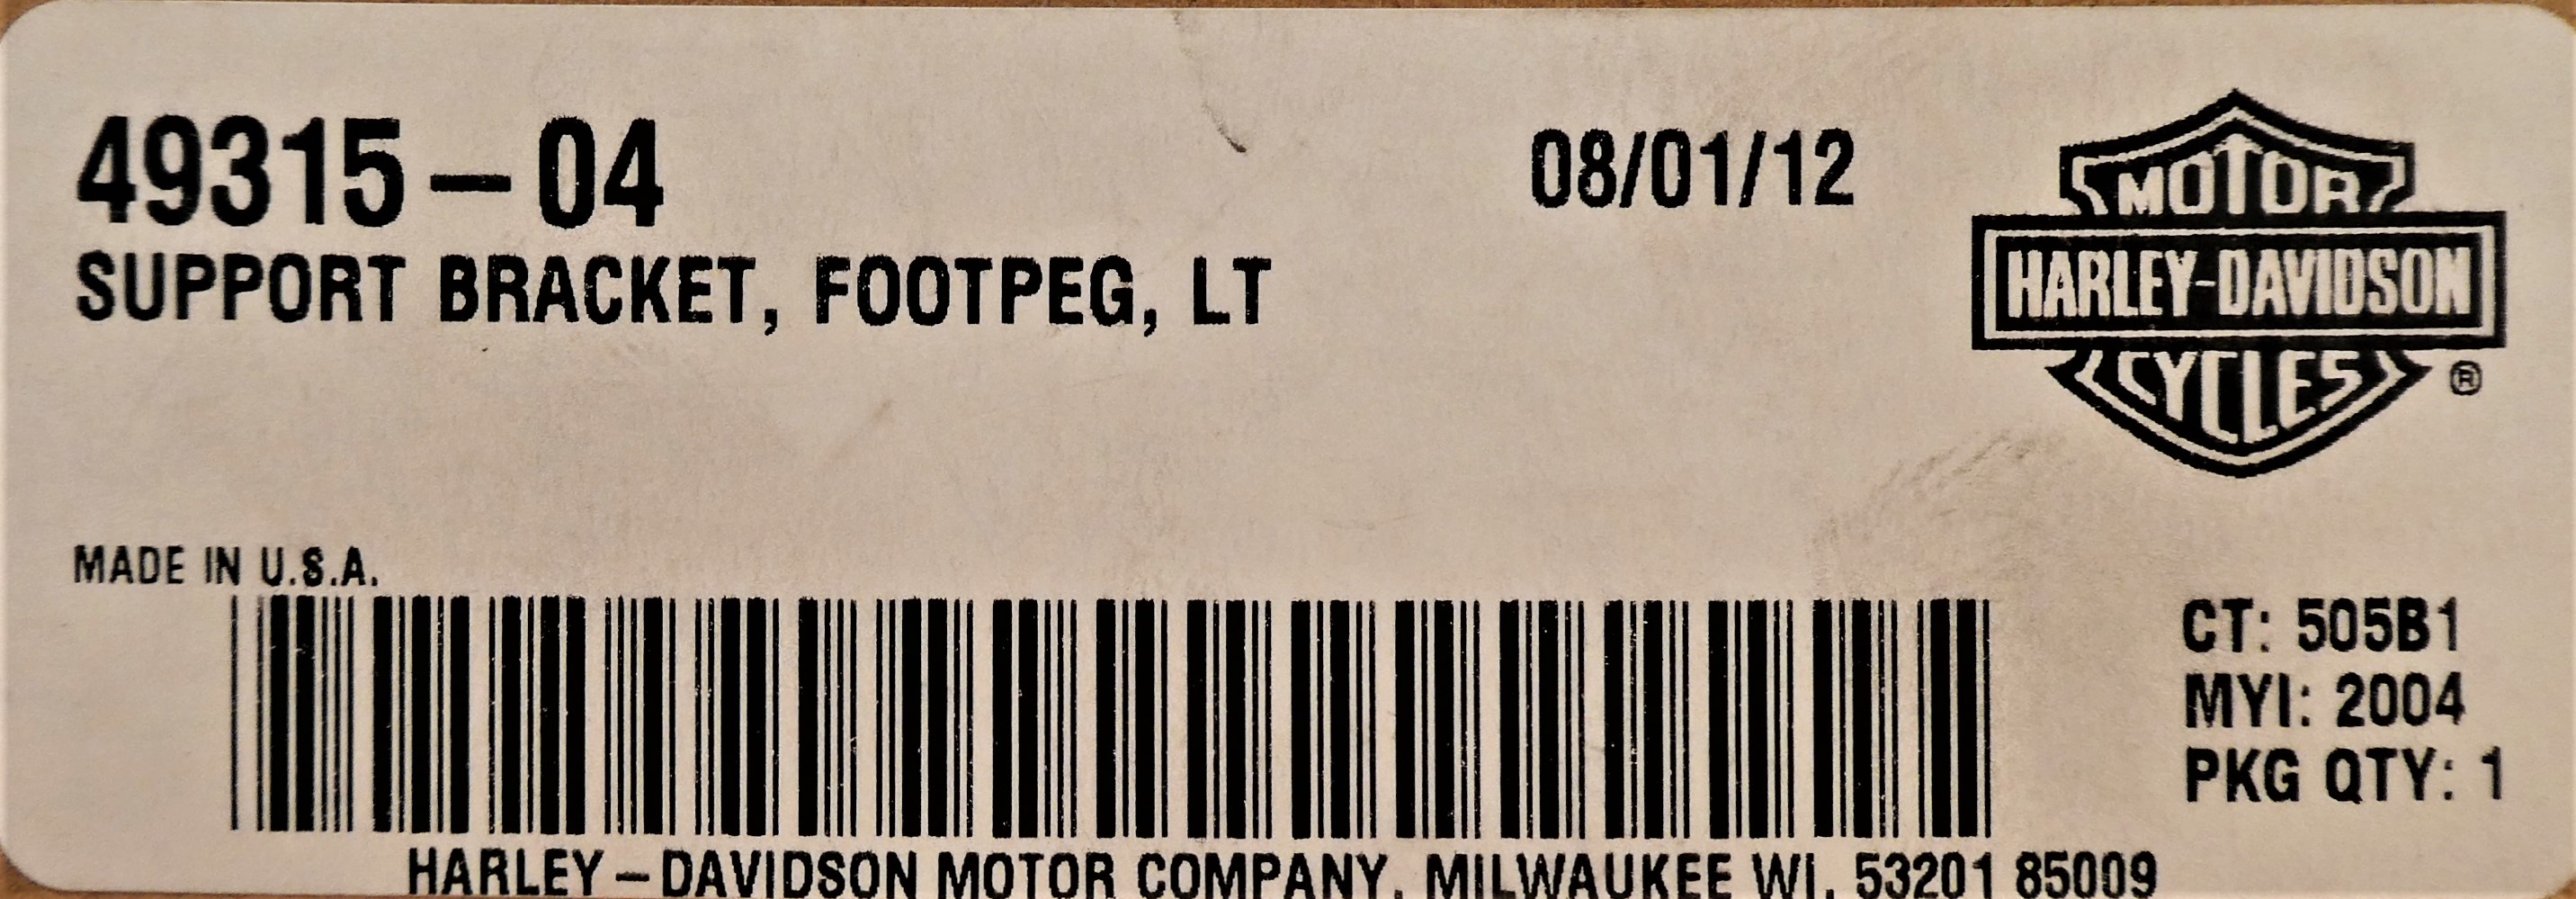 49315-04
08/01/12
SUPPORT BRACKET, FOOTPEG, LT
MOTOR
HARLEY-DAVIDSON
CYCLES
®
MADE IN U.S.A.
CT: 505B1
MYI: 2004
PKG QTY: 1
HARLEY-DAVIDSON MOTOR COMPANY, MILWAUKEE WI. 53201 85009